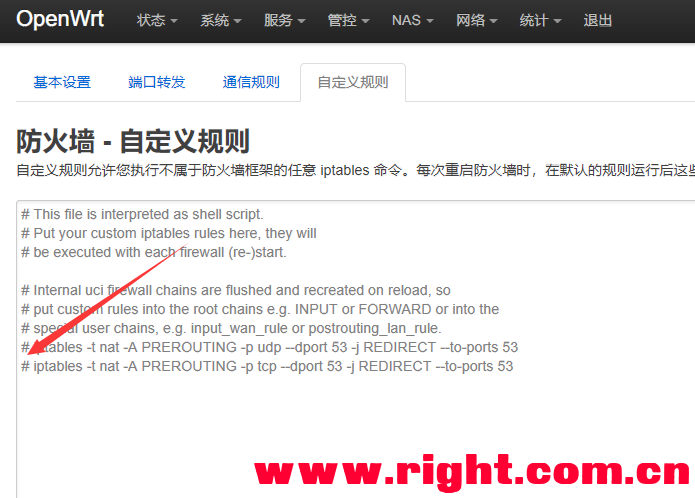 OpenWrt 状态 系统 服务 管控 NAS 网络 统计 退出
基本设置 端口转发 通信规则 自定义规则
防火墙 - 自定义规则
自定义规则允许您执行不属于防火墙框架的任意 iptables 命令。每次重启防火墙时，在默认的规则运行后这些
# This file is interpreted as shell script.
# Put your custom iptables rules here, they will
# be executed with each firewall (re-)start.
# Internal uci firewall chains are flushed and recreated on reload, so
# put custom rules into the root chains e.g. INPUT or FORWARD or into the
# special user chains, e.g. input_wan_rule or postrouting_lan_rule.
# iptables -t nat -A PREROUTING -p udp --dport 53 -j REDIRECT --to-ports 53
# iptables -t nat -A PREROUTING -p tcp --dport 53 -j REDIRECT --to-ports 53
www.right.com.cn